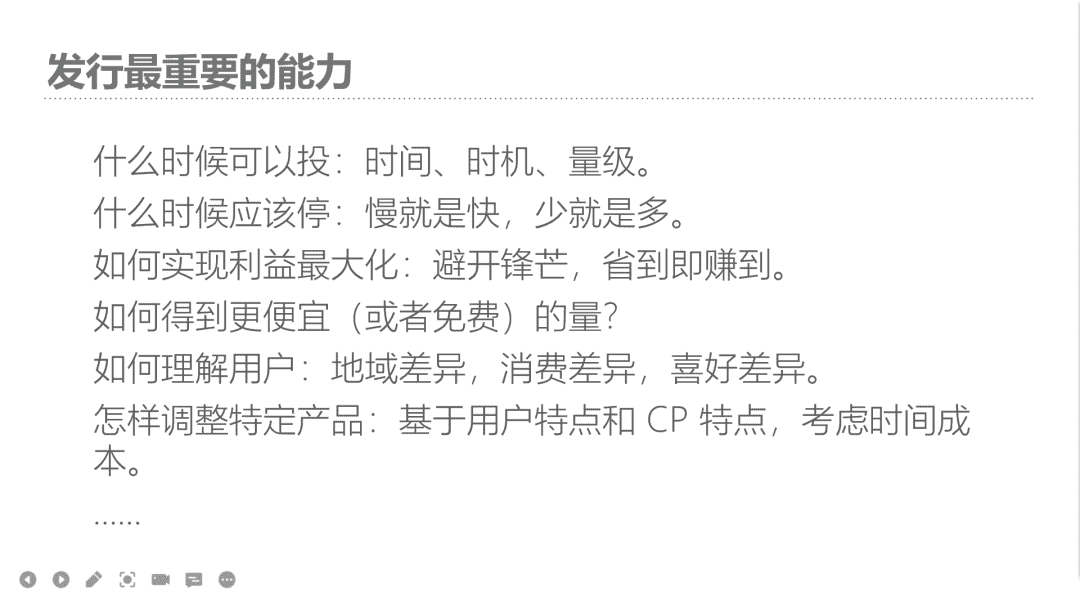 发行最重要的能力
什么时候可以投：时间、时机、量级。
什么时候应该停：慢就是快，少就是多。
如何实现利益最大化：避开锋芒，省到即赚到。
如何得到更便宜（或者免费）的量？
如何理解用户：地域差异，消费差异，喜好差异。
怎样调整特定产品：基于用户特点和 CP 特点，考虑时间成
本。
……